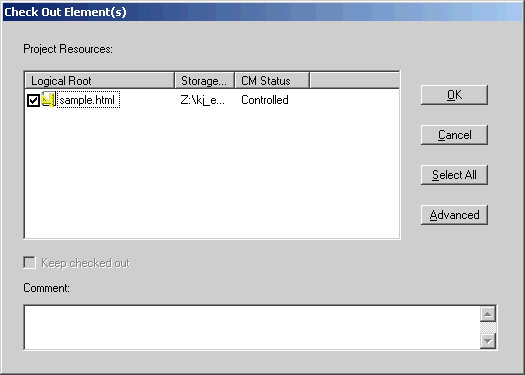 Check Out Element(s)
Project Resources:
Logical Root Storage... CM Status
sample.html Z:\kj_e... Controlled
OK
Cancel
Select All
Advanced
Keep checked out
Comment: